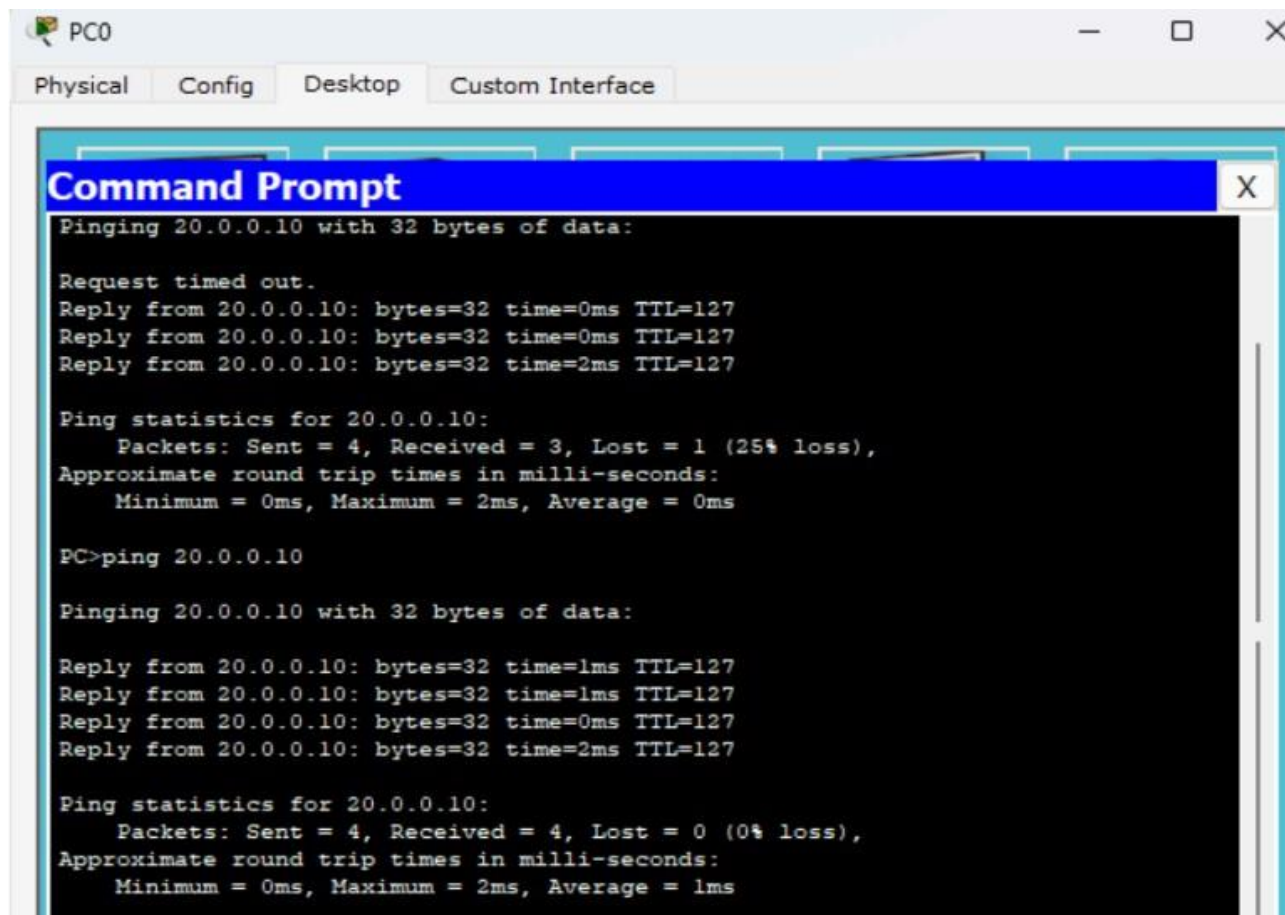 PC0
Physical Config Desktop Custom Interface
Command Prompt X
Pinging 20.0.0.10 with 32 bytes of data:
Request timed out.
Reply from 20.0.0.10: bytes=32 time=0ms TTL=127
Reply from 20.0.0.10: bytes=32 time=0ms TTL=127
Reply from 20.0.0.10: bytes=32 time=2ms TTL=127
Ping statistics for 20.0.0.10:
Packets: Sent = 4, Received = 3, Lost = 1 (25% loss),
Approximate round trip times in milli-seconds:
Minimum = 0ms, Maximum = 2ms, Average = 0ms
PC>ping 20.0.0.10
Pinging 20.0.0.10 with 32 bytes of data:
Reply from 20.0.0.10: bytes=32 time=1ms TTL=127
Reply from 20.0.0.10: bytes=32 time=1ms TTL=127
Reply from 20.0.0.10: bytes=32 time=0ms TTL=127
Reply from 20.0.0.10: bytes=32 time=2ms TTL=127
Ping statistics for 20.0.0.10:
Packets: Sent = 4, Received = 4, Lost = 0 (0% loss),
Approximate round trip times in milli-seconds:
Minimum = 0ms, Maximum = 2ms, Average = 1ms